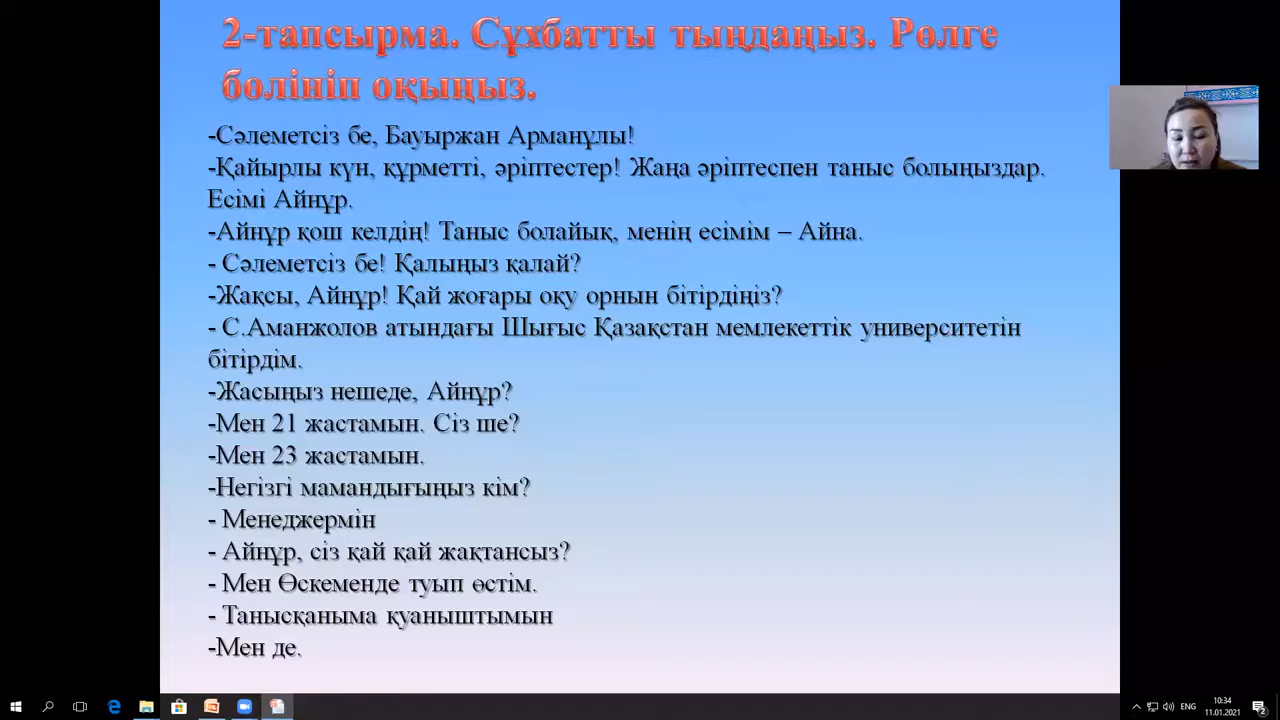 2-тапсырма. Сұхбатты тыңдаңыз. Рөлге
бөлініп оқыңыз.
-Сәлеметсіз бе, Бауыржан Арманұлы!
-Қайырлы күн, құрметті, әріптестер! Жаңа әріптеспен таныс болыңыздар.
Есімі Айнұр.
-Айнұр қош келдің! Таныс болайық, менің есімім – Айна.
- Сәлеметсіз бе! Қалыңыз қалай?
-Жақсы, Айнұр! Қай жоғары оқу орнын бітірдіңіз?
- С.Аманжолов атындағы Шығыс Қазақстан мемлекеттік университетін
бітірдім.
-Жасыңыз нешеде, Айнұр?
-Мен 21 жастамын. Сіз ше?
-Мен 23 жастамын.
-Негізгі мамандығыңыз кім?
- Менеджермін
- Айнұр, сіз қай қай жақтансыз?
- Мен Өскеменде туып өстім.
- Танысқаныма қуаныштымын
-Мен де.
ENG
10:34
11.01.2021
2